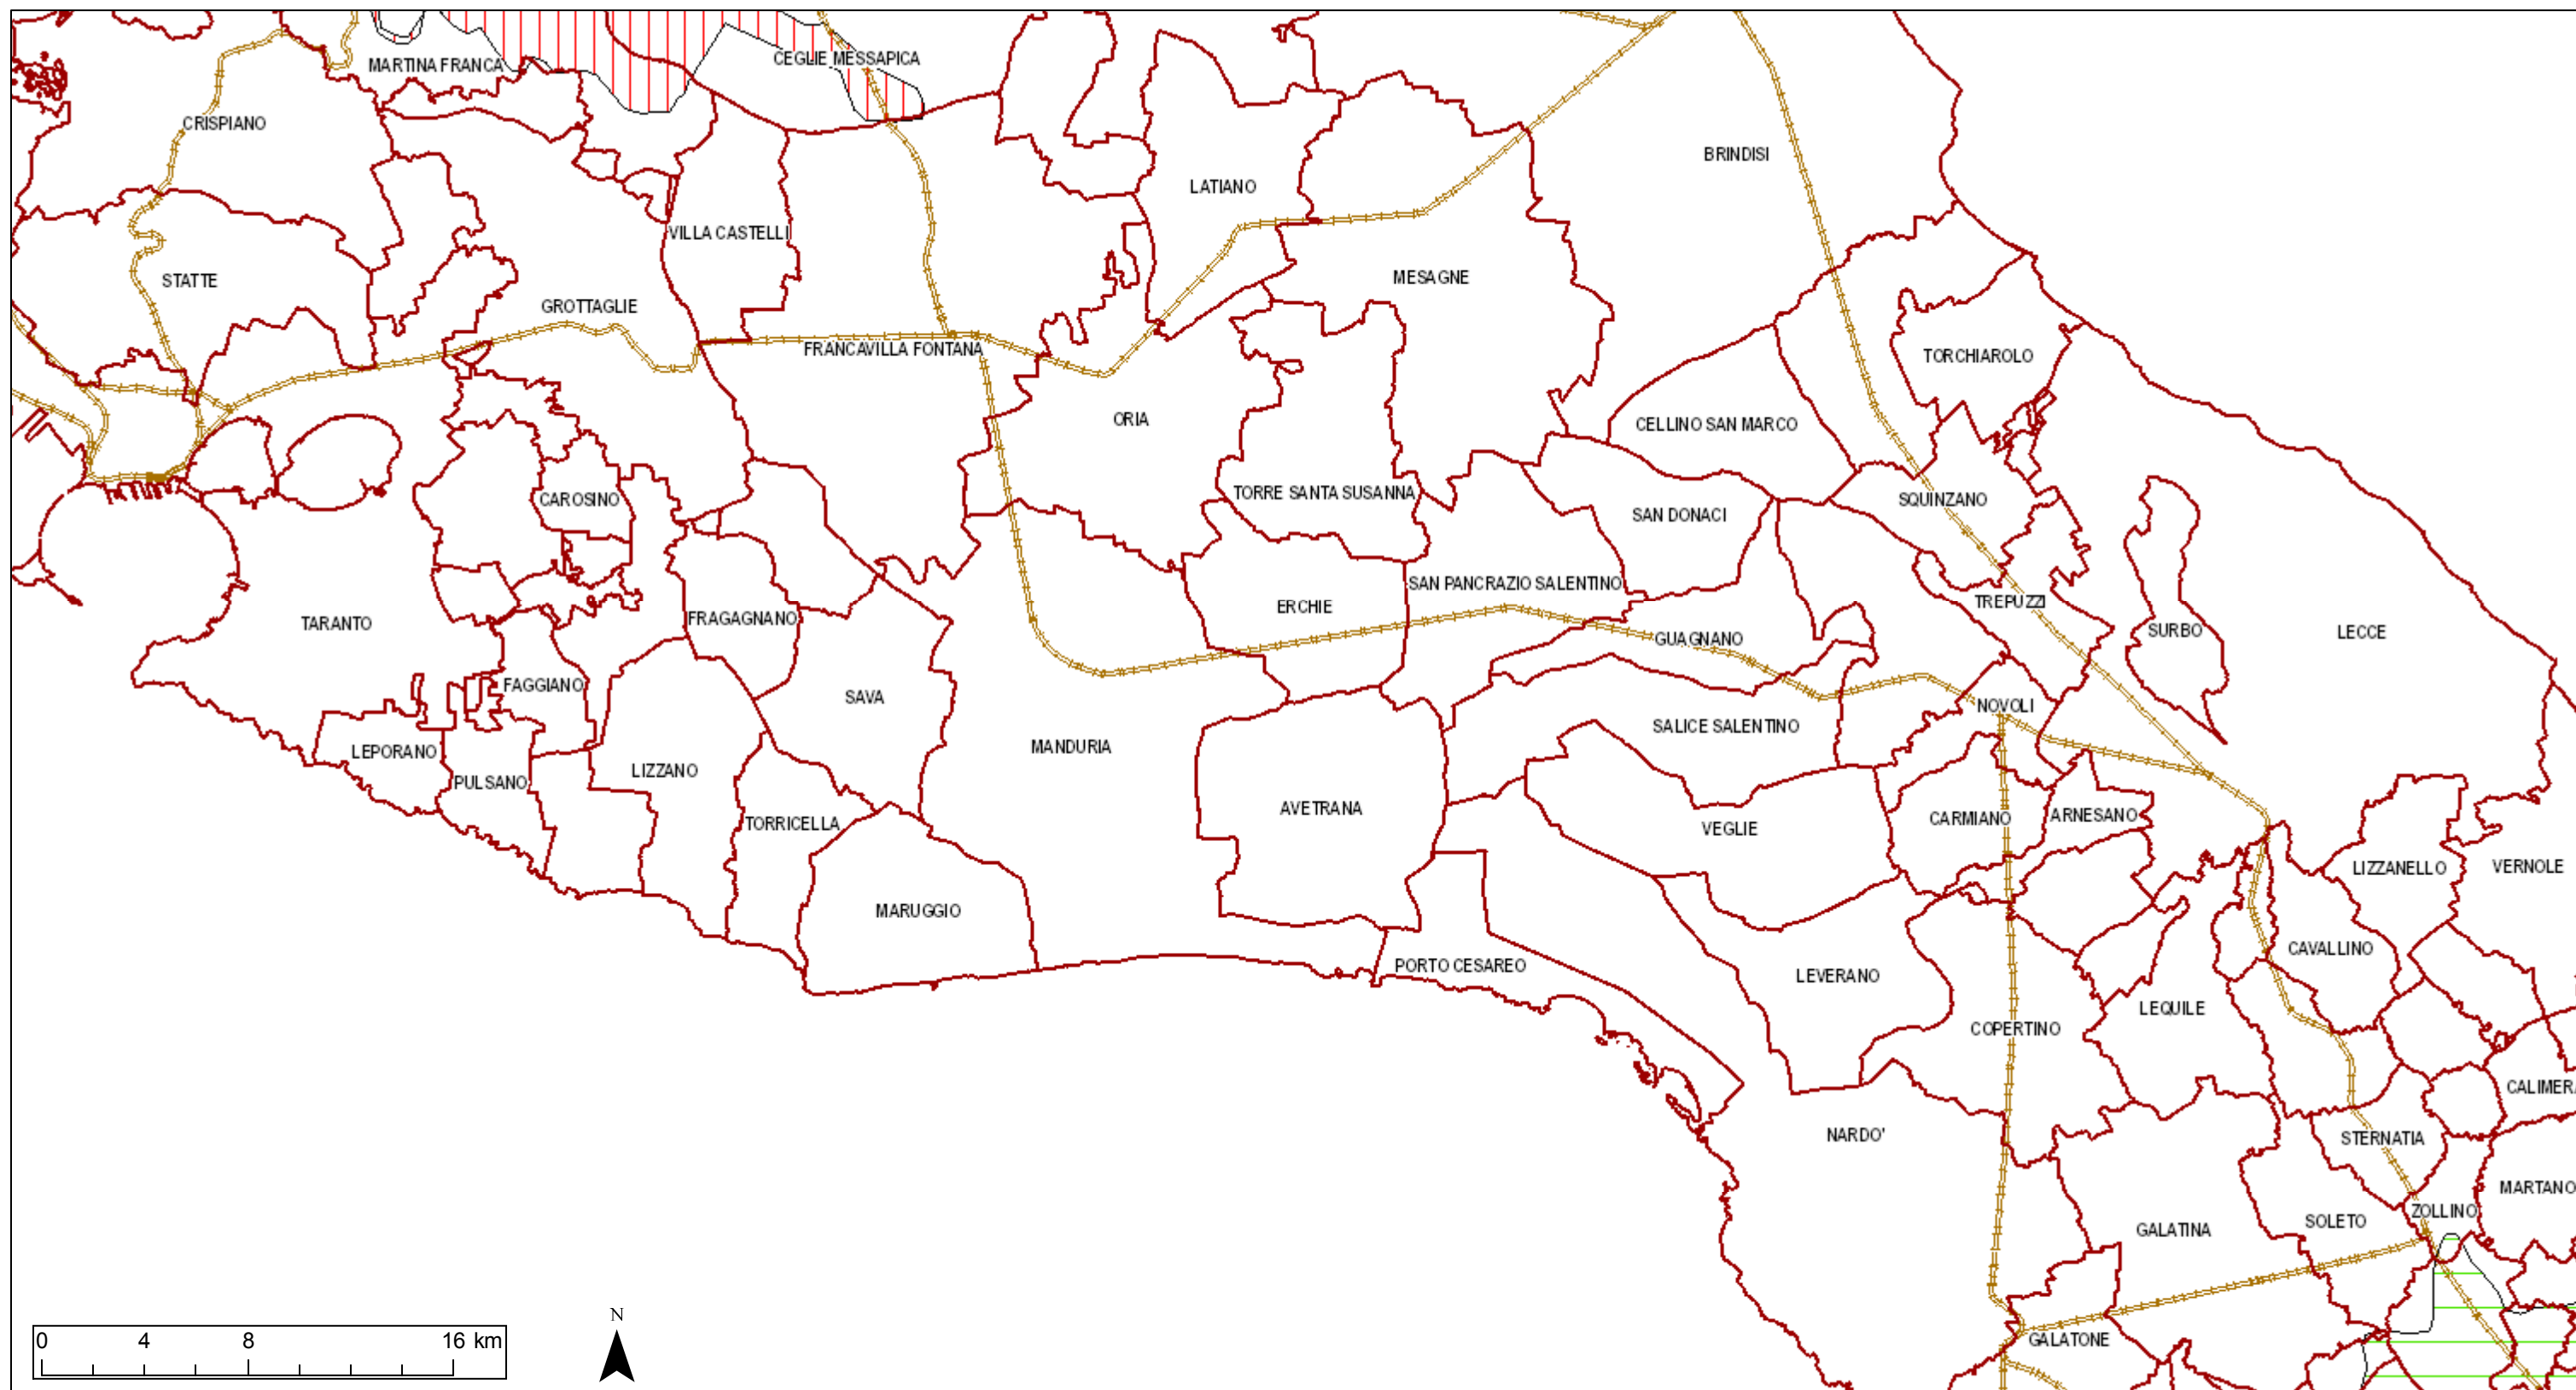 CEGLIE MESSAPICA
MARTINA FRANCA
CRISPIANO
BRINDISI
LATIANO
VILLA CASTELLI
MESAGNE
STATTE
GROTTAGLIE
FRANCAVILLA FONTANA
TORCHIAROLO
ORIA
CELLINO SAN MARCO
TORRE SANTA SUSANNA
CAROSINO
SQUINZANO
SAN DONACI
SAN PANCRAZIO SALENTINO
TREPUZZI
ERCHIE
FRAGAGNANO
TARANTO
SURBO
LECCE
GUAGNANO
FAGGIANO
SAVA
NOVOLI
SALICE SALENTINO
MANDURIA
LEPORANO
LIZZANO
PULSANO
AVETRANA
ARNESANO
CARMIANO
TORRICELLA
VEGLIE
LIZZANELLO
VERNOLE
MARUGGIO
CAVALLINO
PORTO CESAREO
LEVERANO
LEQUILE
COPERTINO
CALIMER
NARDO'
STERNATIA
MARTANO
ZOLLINO
SOLETO
GALATINA
N
GALATONE
0 4 8 16 km